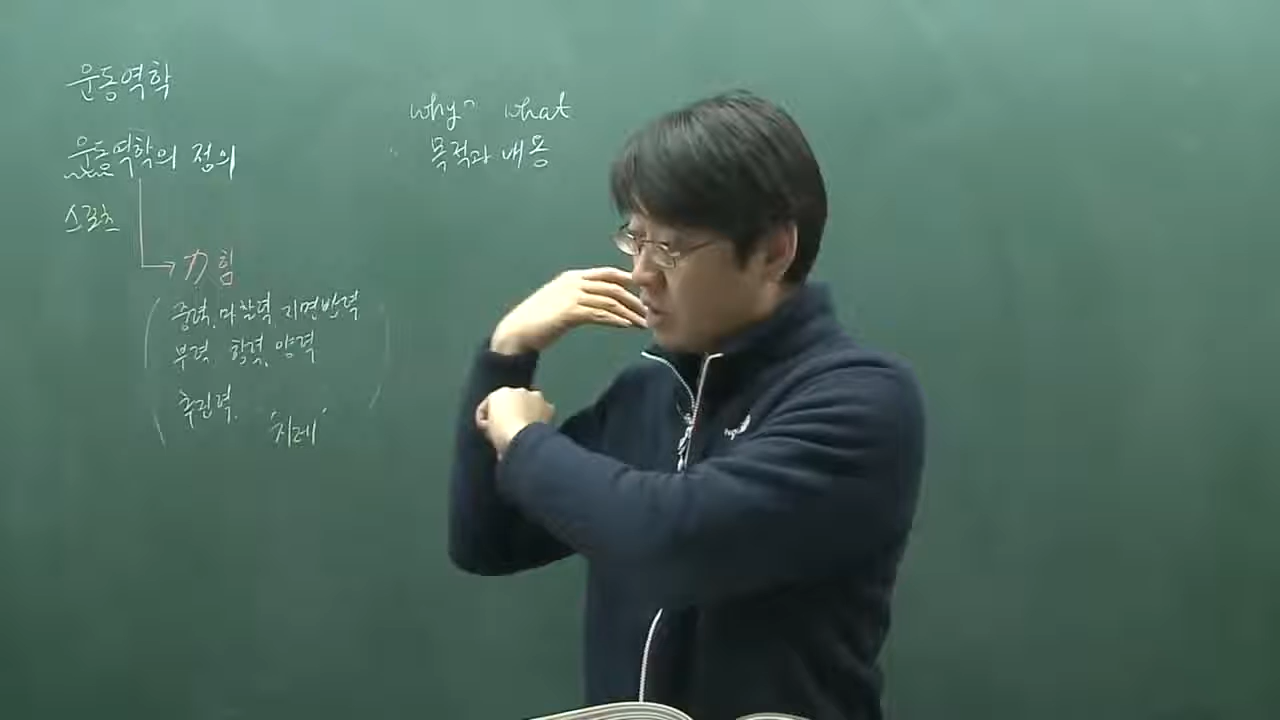 운동역학
운동역학의 정의
스포츠
力 힘
중력, 마찰력, 지면반력
부력, 항력, 양력
추진력,
'지레'
why? what
목적과 내용